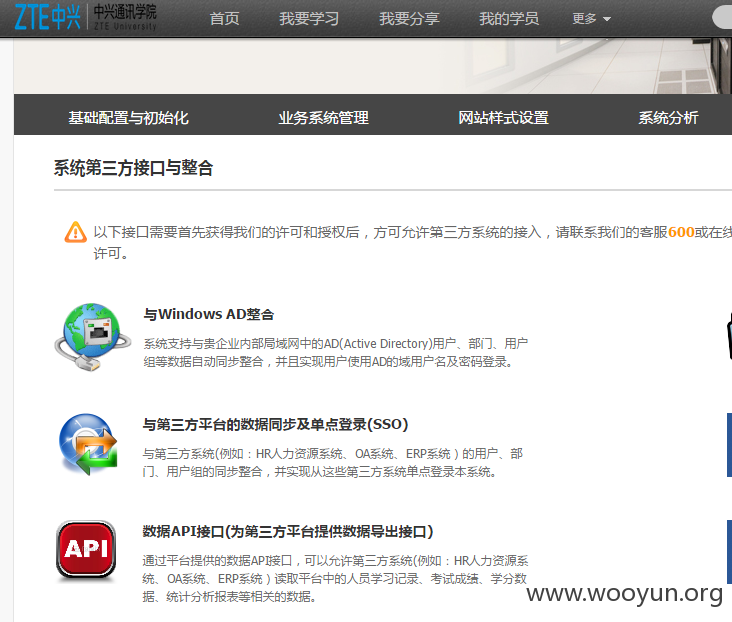 ZTE中兴 中兴通讯学院
ZTE University
首页 我要学习 我要分享 我的学员 更多
基础配置与初始化 业务系统管理 网站样式设置 系统分析
系统第三方接口与整合
以下接口需要首先获得我们的许可和授权后，方可允许第三方系统的接入，请联系我们的客服600或在线
许可。
与Windows AD整合
系统支持与贵企业内部局域网中的AD(Active Directory)用户、部门、用户
组等数据自动同步整合，并且实现用户使用AD的域用户名及密码登录。
与第三方平台的数据同步及单点登录(SSO)
与第三方系统(例如：HR人力资源系统、OA系统、ERP系统）的用户、部
门、用户组的同步整合，并实现从这些第三方系统单点登录本系统。
API
数据API接口(为第三方平台提供数据导出接口)
通过平台提供的数据API接口，可以允许第三方系统(例如：HR人力资源系
统、OA系统、ERP系统）读取平台中的人员学习记录、考试成绩、学分数
据、统计分析报表等相关的数据。
www.wooyun.org